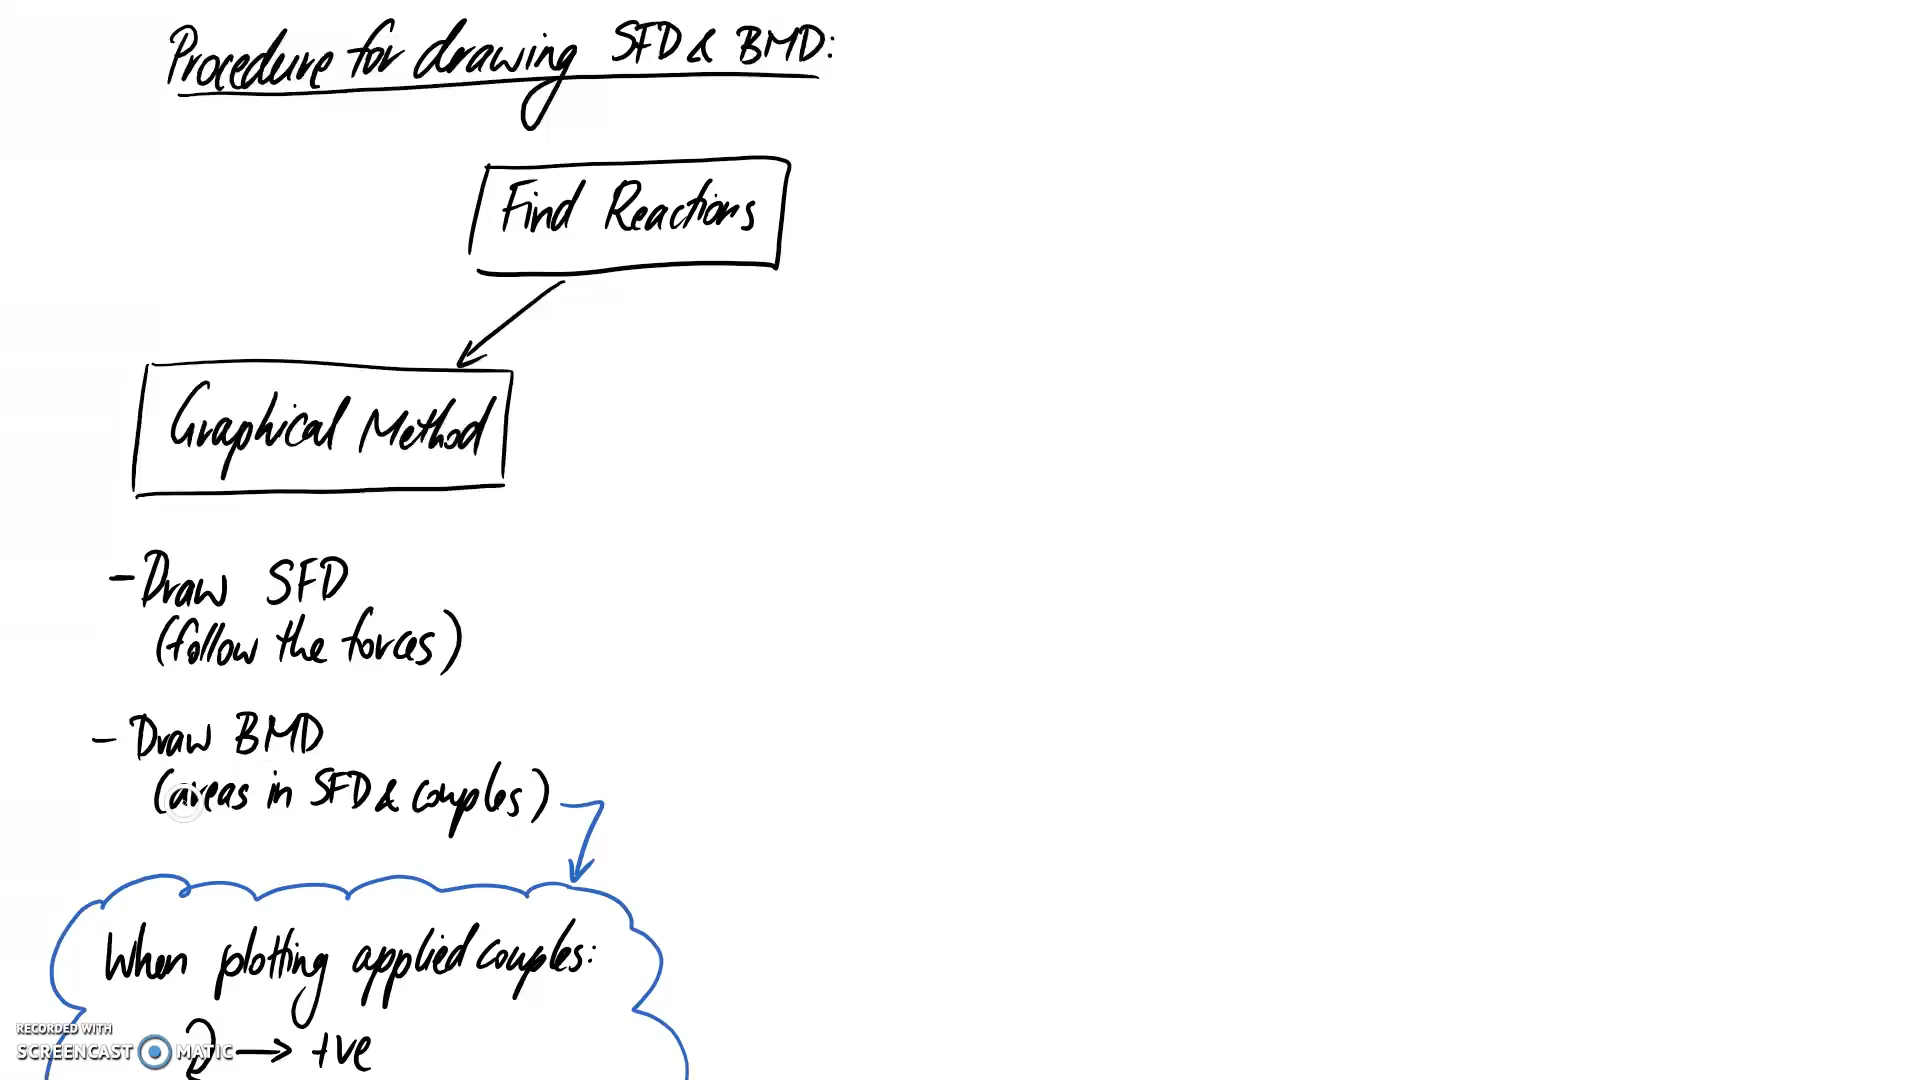 Procedure for drawing SFD & BMD:
Find Reactions
Graphical Method
- Draw SFD
(follow the forces)
- Draw BMD
(areas in SFD & couples)
When plotting applied couples:
→ +ve
RECORDED WITH
SCREENCAST MATIC